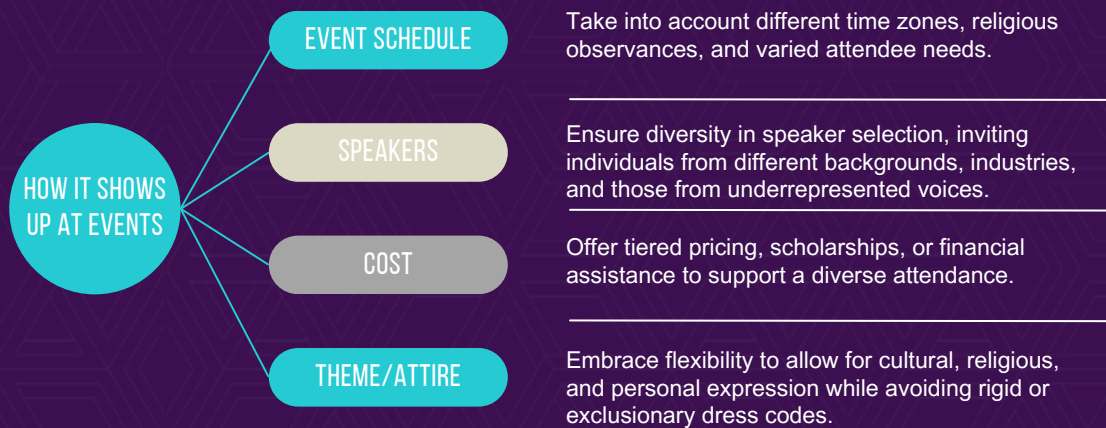 HOW IT SHOWS
UP AT EVENTS
EVENT SCHEDULE
Take into account different time zones, religious
observances, and varied attendee needs.
SPEAKERS
Ensure diversity in speaker selection, inviting
individuals from different backgrounds, industries,
and those from underrepresented voices.
COST
Offer tiered pricing, scholarships, or financial
assistance to support a diverse attendance.
THEME/ATTIRE
Embrace flexibility to allow for cultural, religious,
and personal expression while avoiding rigid or
exclusionary dress codes.